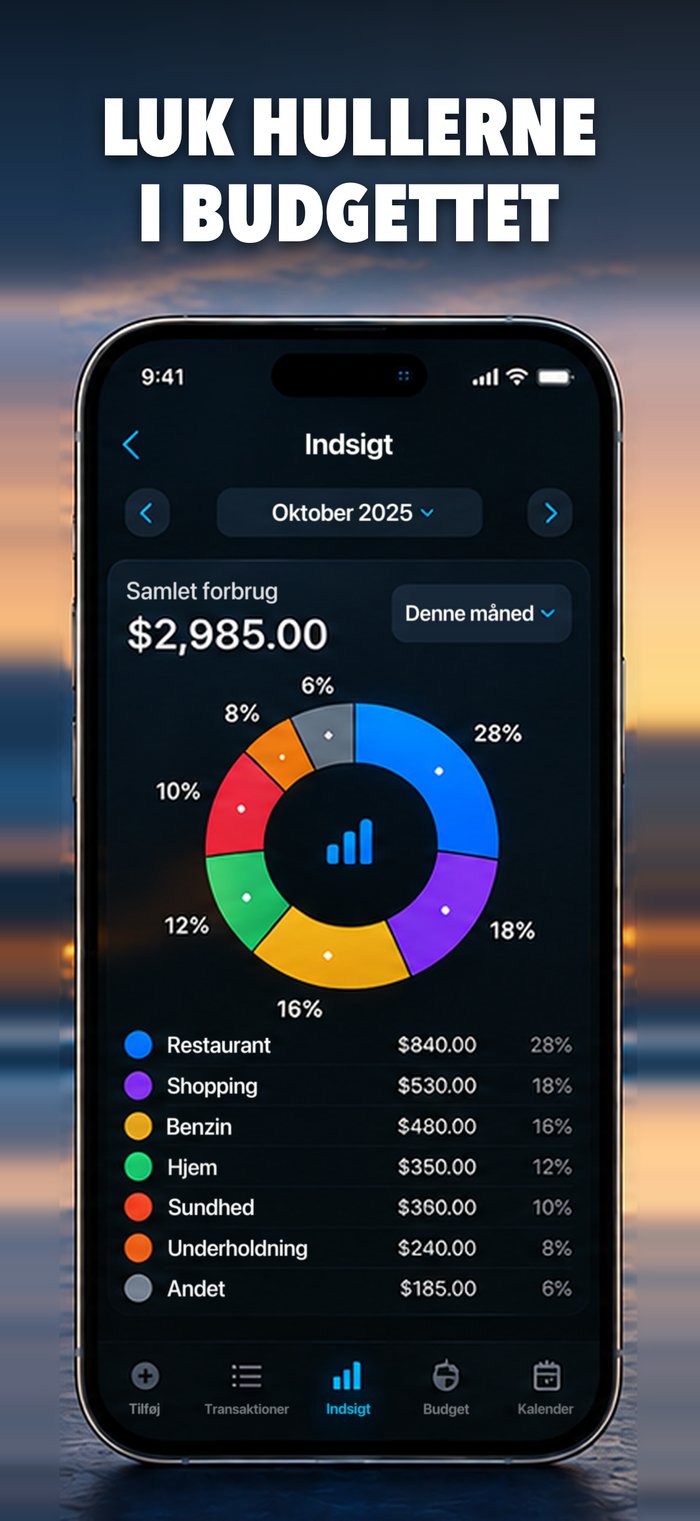 LUK HULLERNE
I BUDGETTET
9:41
Indsigt
Oktober 2025
Samlet forbrug
$2,985.00
Denne måned
6%
8%
28%
10%
12%
18%
16%
Restaurant $840.00 28%
Shopping $530.00 18%
Benzin $480.00 16%
Hjem $350.00 12%
Sundhed $360.00 10%
Underholdning $240.00 8%
Andet $185.00 6%
Tilføj Transaktioner Indsigt Budget Kalender